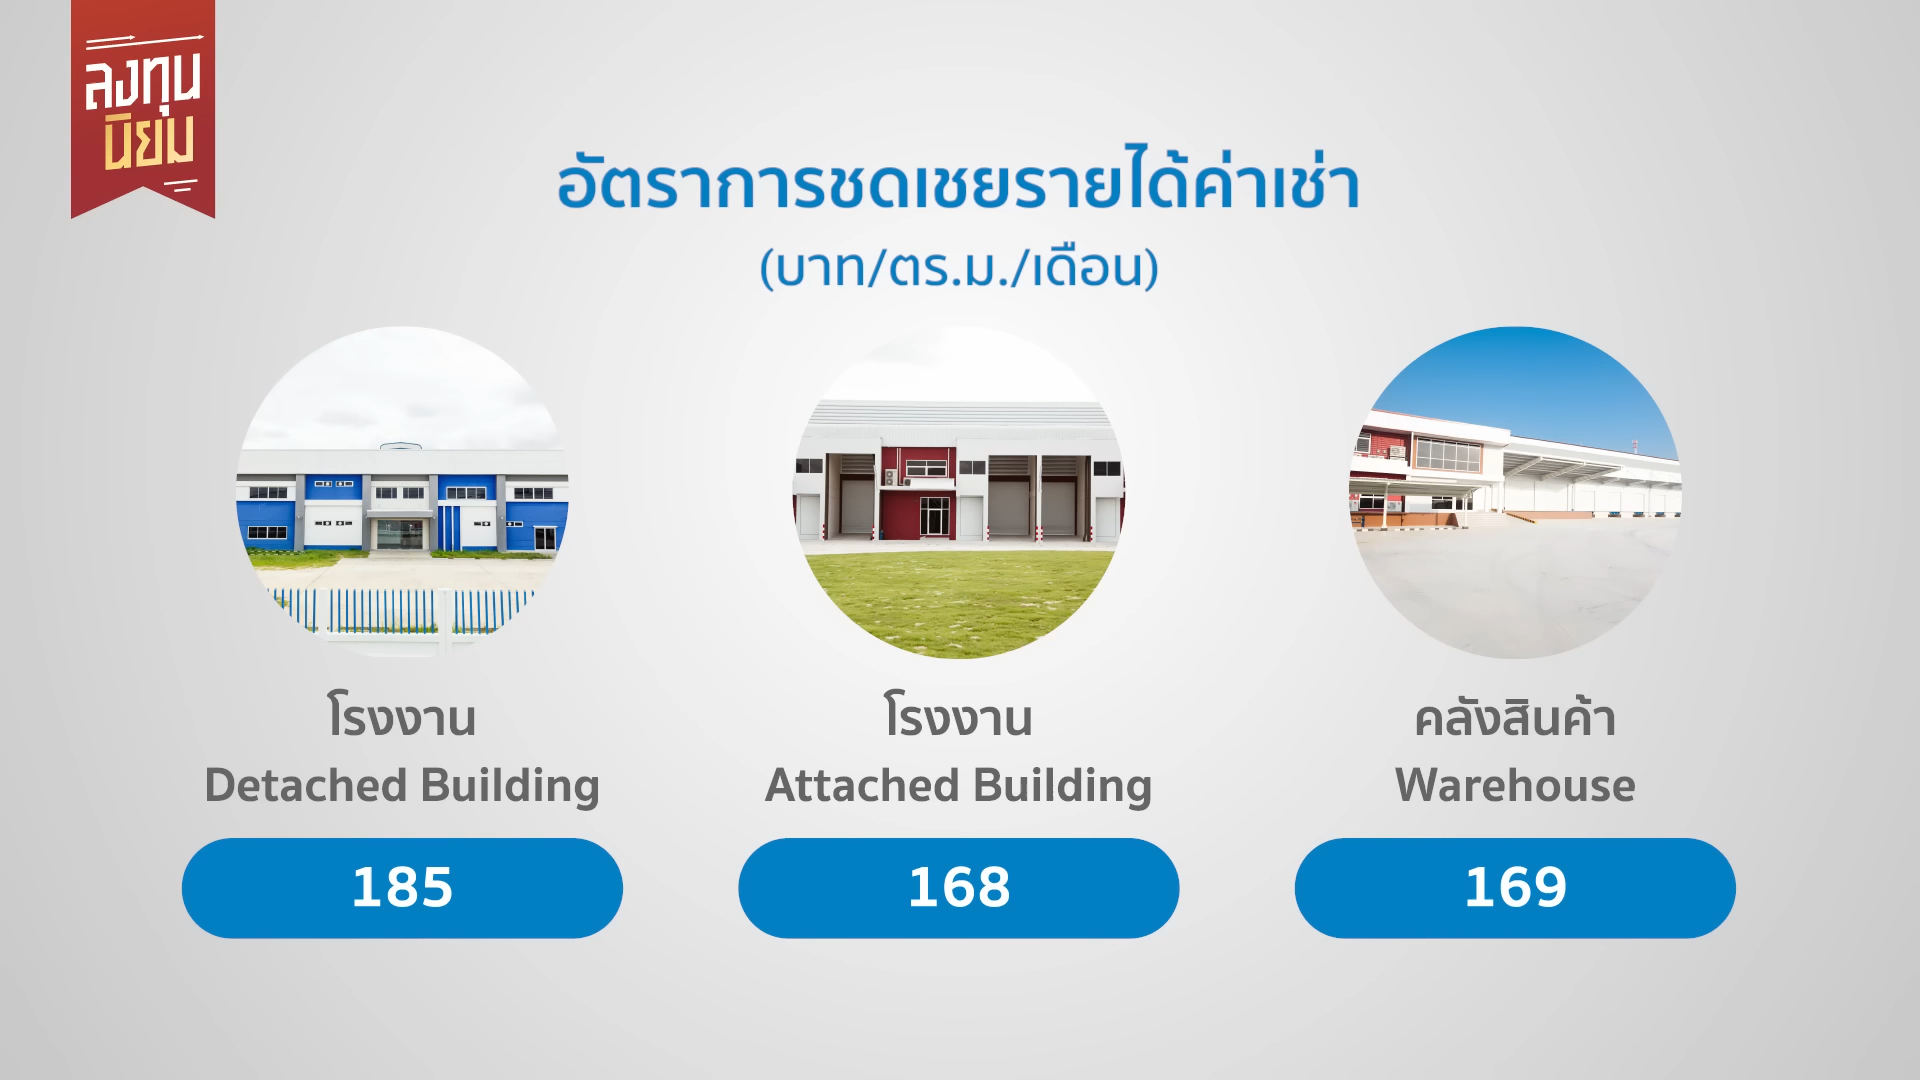 ลงทุน
นิยม
อัตราการชดเชยรายได้ค่าเช่า
(บาท/ตร.ม./เดือน)
โรงงาน
Detached Building
185
โรงงาน
Attached Building
168
คลังสินค้า
Warehouse
169